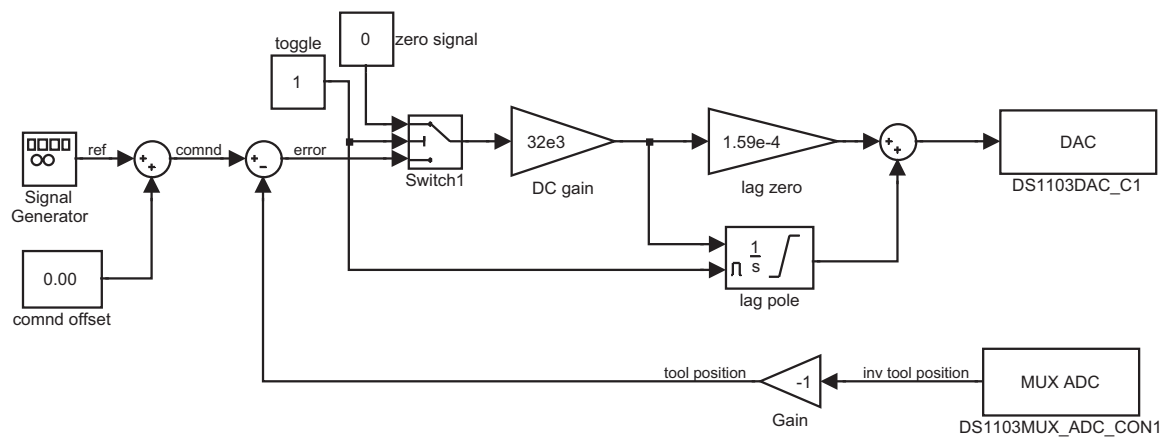 toggle
1
0
zero signal
Signal
Generator
ref
+
+
comnd
0.00
comnd offset
+
-
error
Switch1
32e3
DC gain
1.59e-4
lag zero
1
s
lag pole
+
+
DAC
DS1103DAC_C1
tool position
-1
Gain
inv tool position
MUX ADC
DS1103MUX_ADC_CON1